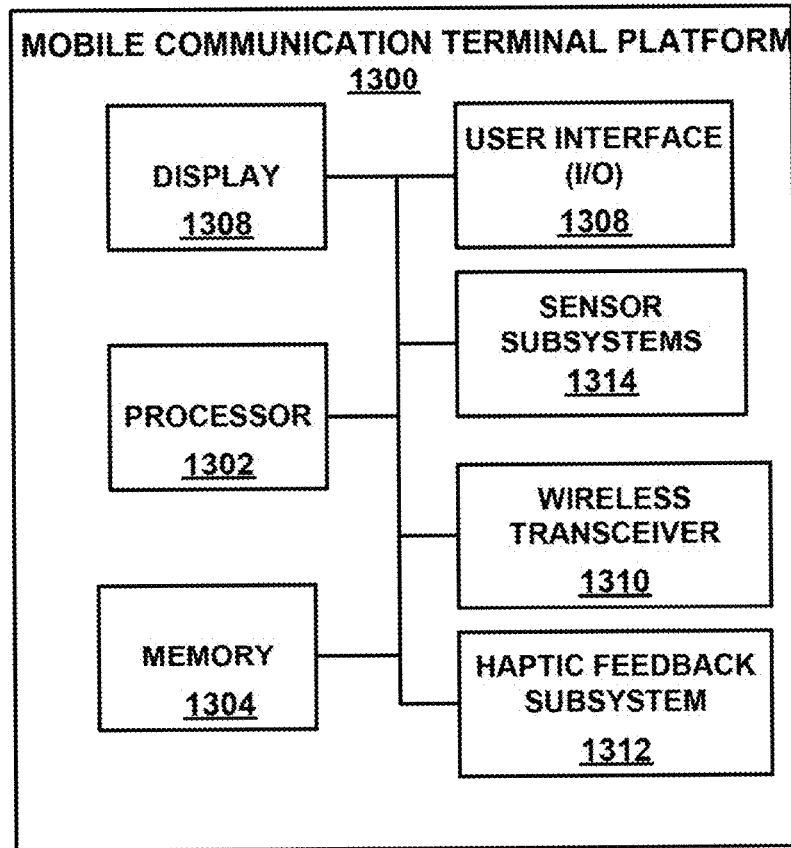 MOBILE COMMUNICATION TERMINAL PLATFORM
1300
DISPLAY
1308
USER INTERFACE
(I/O)
1308
SENSOR
SUBSYSTEMS
1314
PROCESSOR
1302
WIRELESS
TRANSCEIVER
1310
MEMORY
1304
HAPTIC FEEDBACK
SUBSYSTEM
1312